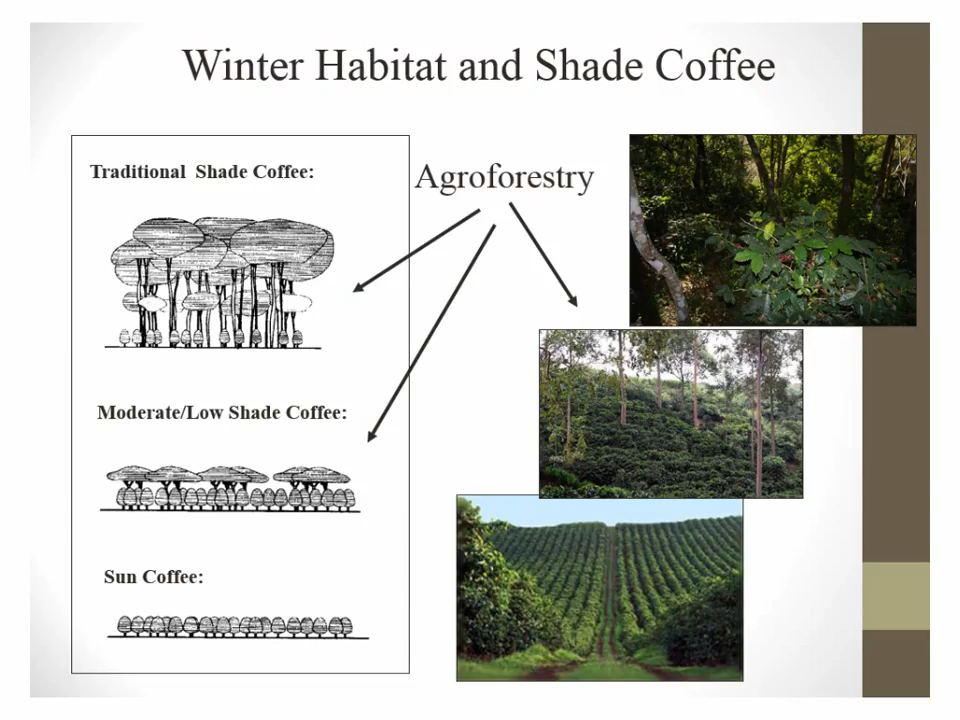 Winter Habitat and Shade Coffee
Traditional Shade Coffee:
Agroforestry
Moderate/Low Shade Coffee:
Sun Coffee: